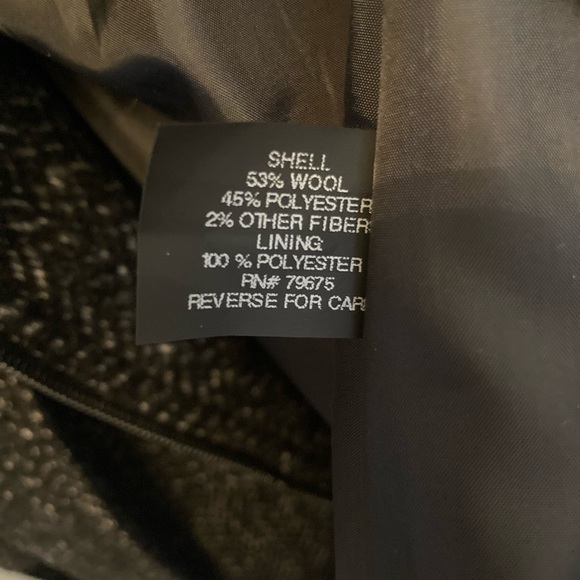 SHELL
53% WOOL
45% POLYESTER
2% OTHER FIBER
LINING:
100 % POLYESTER
RN# 79675
REVERSE FOR CAR